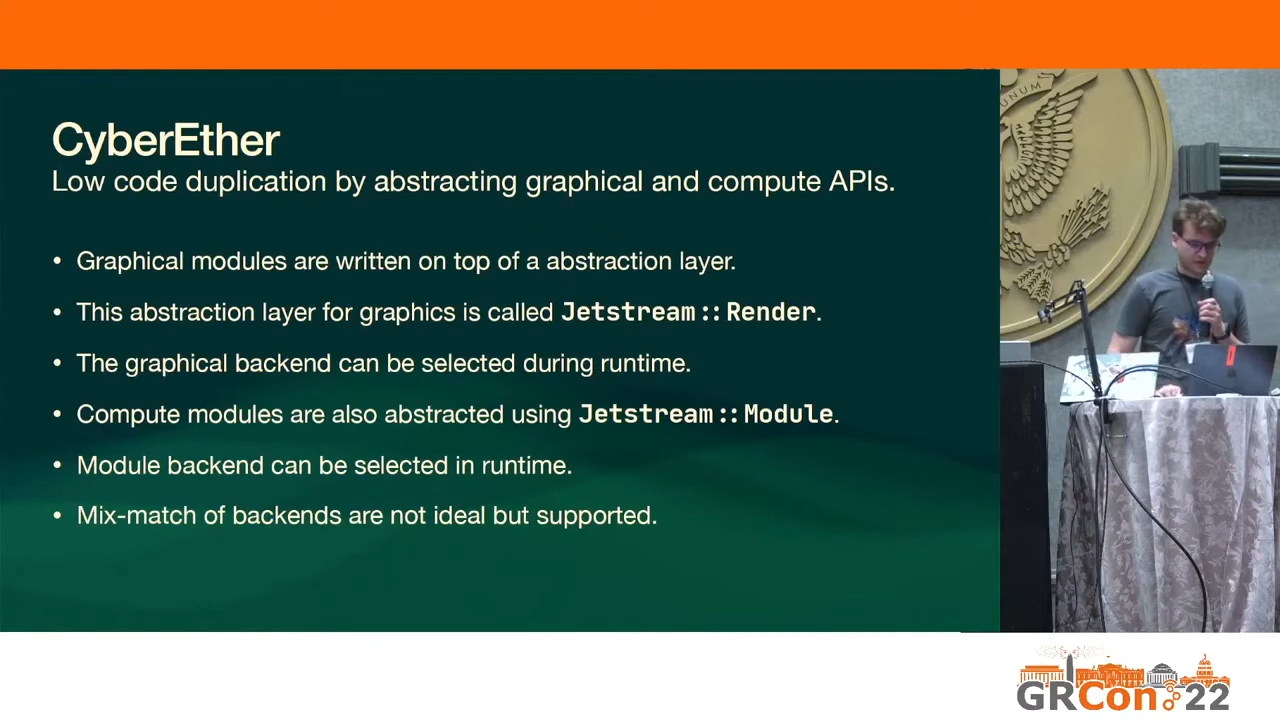 CyberEther
Low code duplication by abstracting graphical and compute APIs.
• Graphical modules are written on top of a abstraction layer.
• This abstraction layer for graphics is called Jetstream::Render.
• The graphical backend can be selected during runtime.
• Compute modules are also abstracted using Jetstream::Module.
• Module backend can be selected in runtime.
• Mix-match of backends are not ideal but supported.
UNUM
GRCon 22